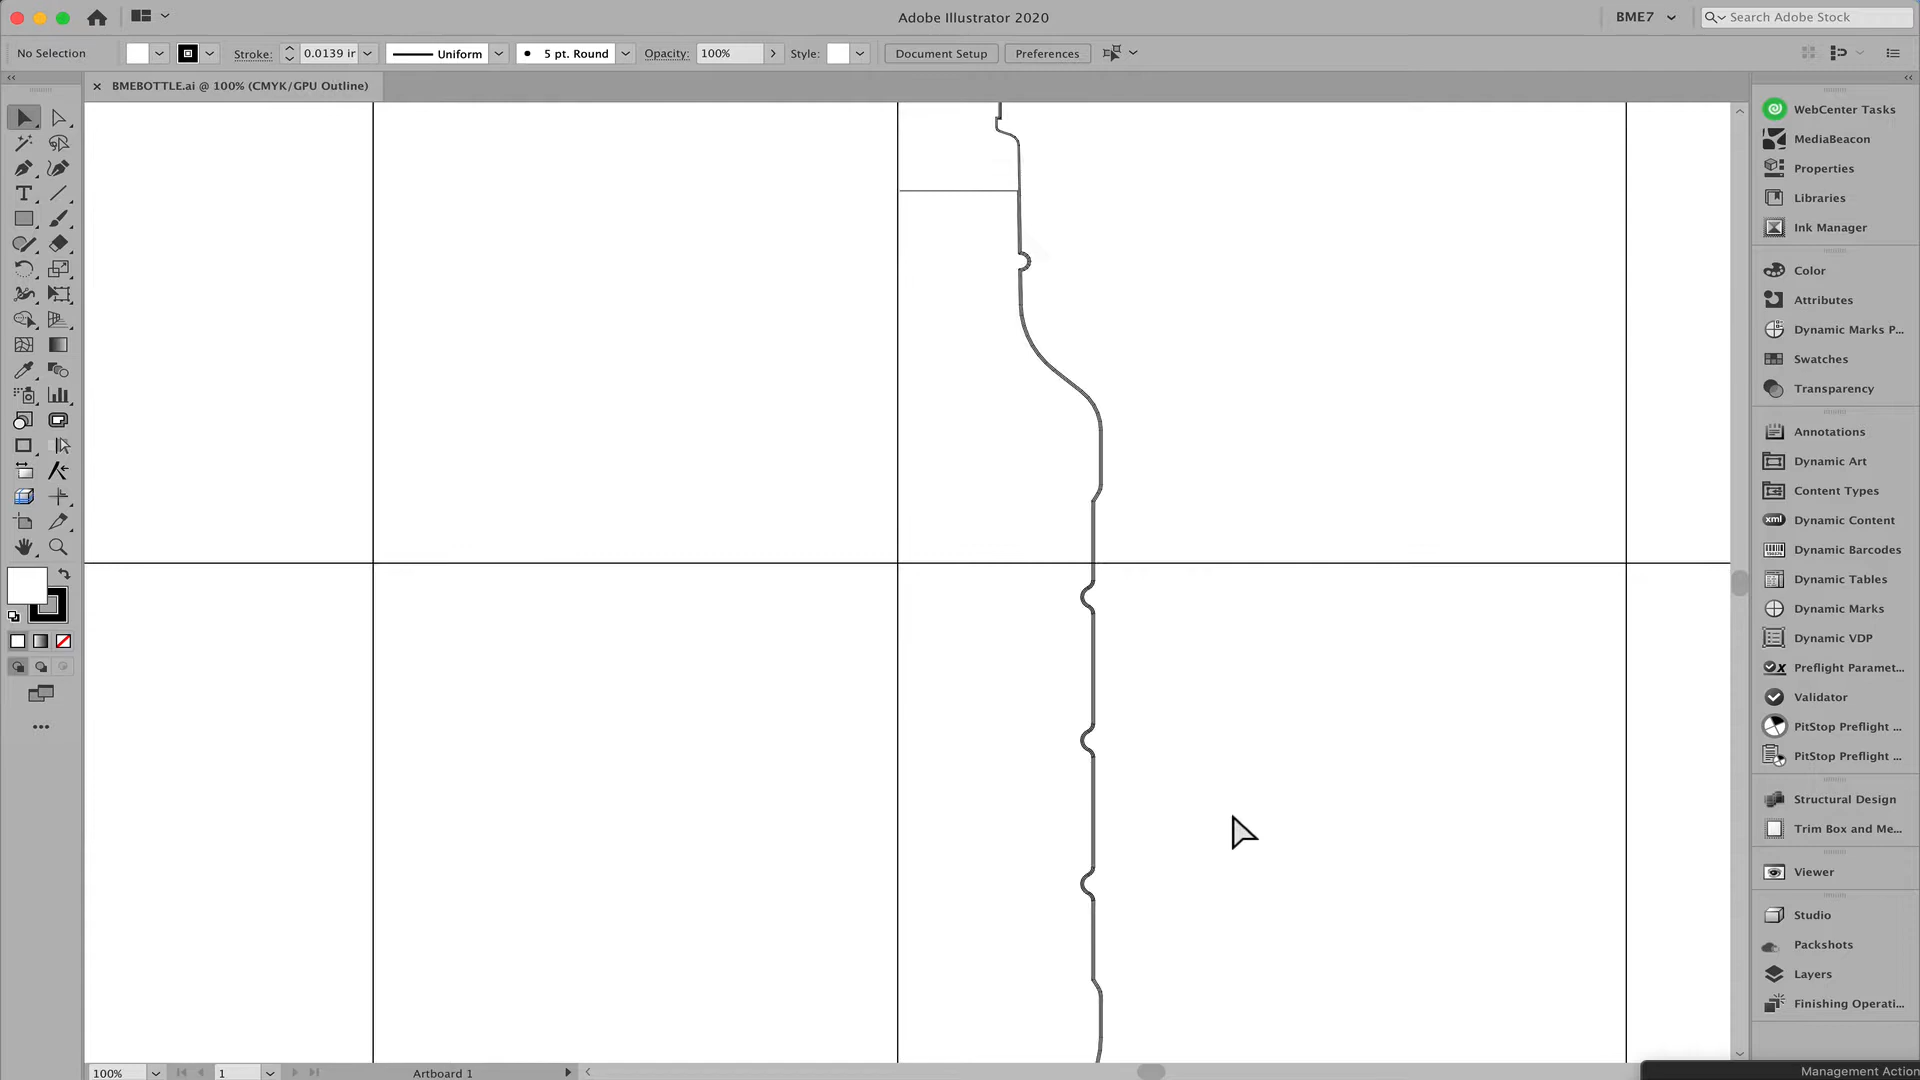 Adobe Illustrator 2020
BME7
Search Adobe Stock
No Selection
Stroke:
0.0139 ir
Uniform
5 pt. Round
Opacity:
100%
Style:
Document Setup
Preferences
BMEBOTTLE.ai @ 100% (CMYK/GPU Outline)
WebCenter Tasks
MediaBeacon
Properties
Libraries
Ink Manager
Color
Attributes
Dynamic Marks P...
Swatches
Transparency
Annotations
Dynamic Art
Content Types
xml Dynamic Content
Dynamic Barcodes
Dynamic Tables
Dynamic Marks
Dynamic VDP
Preflight Paramet...
Validator
PitStop Preflight ...
PitStop Preflight ...
Structural Design
Trim Box and Me...
Viewer
Studio
Packshots
Layers
Finishing Operati...
100%
1
Artboard 1
Management Action